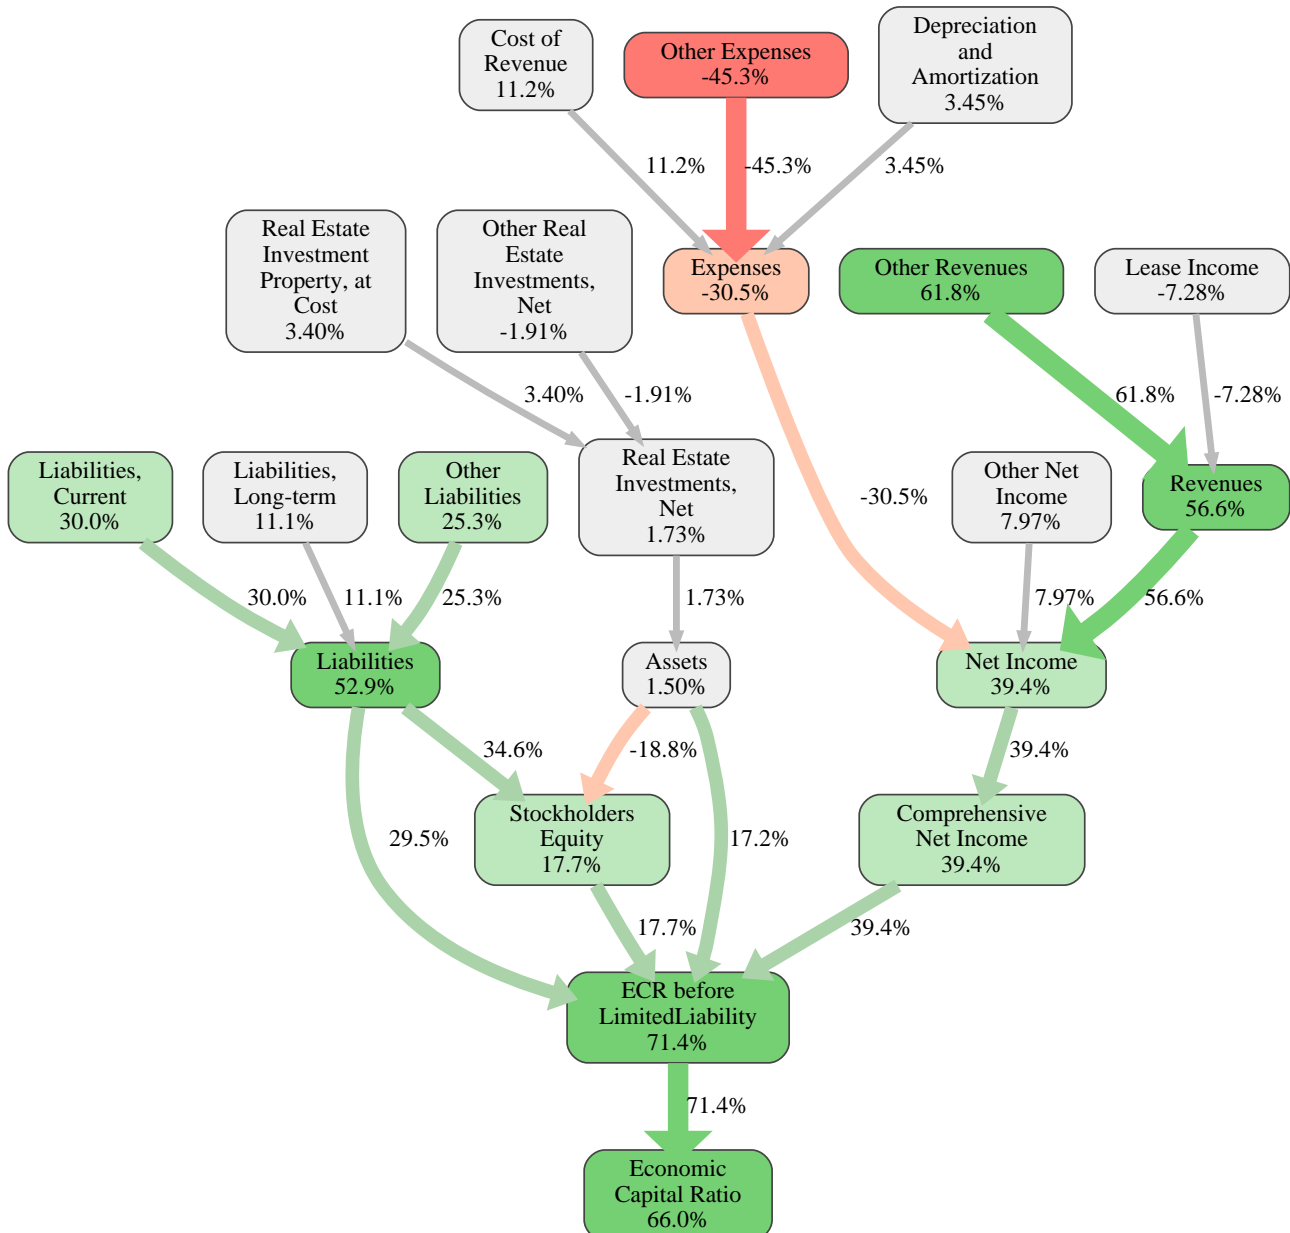 Cost of
Revenue
11.2%
Other Expenses
-45.3%
Depreciation
and
Amortization
3.45%
11.2%
-45.3%
3.45%
Real Estate
Investment
Property, at
Cost
3.40%
Other Real
Estate
Investments,
Net
-1.91%
Expenses
-30.5%
Other Revenues
61.8%
Lease Income
-7.28%
3.40%
-1.91%
61.8%
-7.28%
Liabilities,
Current
30.0%
Liabilities,
Long-term
11.1%
Other
Liabilities
25.3%
Real Estate
Investments,
Net
1.73%
-30.5%
Other Net
Income
7.97%
Revenues
56.6%
30.0%
11.1%
25.3%
1.73%
7.97%
56.6%
Liabilities
52.9%
Assets
1.50%
Net Income
39.4%
34.6%
-18.8%
39.4%
29.5%
Stockholders
Equity
17.7%
17.2%
Comprehensive
Net Income
39.4%
17.7%
39.4%
ECR before
LimitedLiability
71.4%
71.4%
Economic
Capital Ratio
66.0%